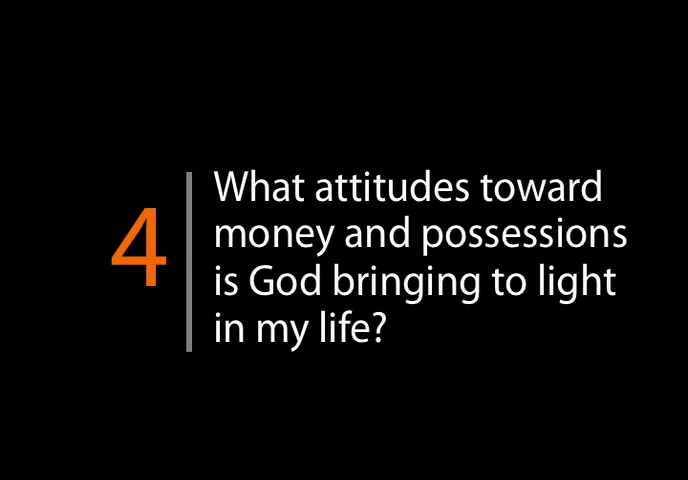 4
What attitudes toward
money and possessions
is God bringing to light
in my life?